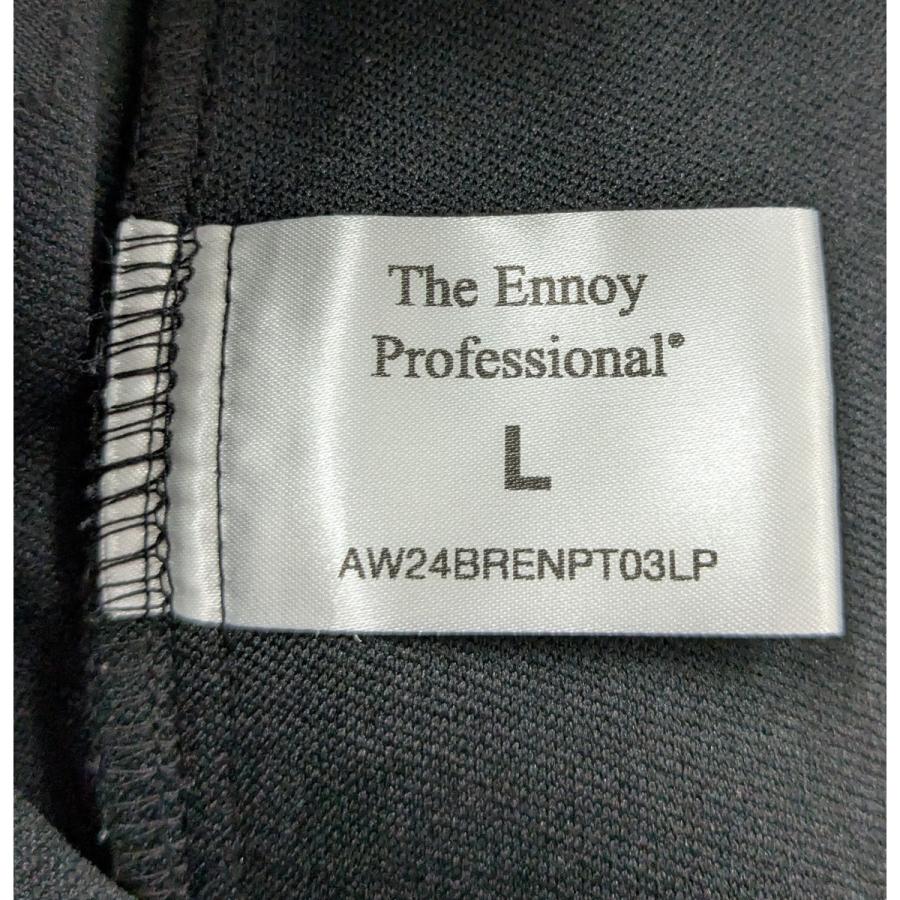 The Ennoy
Professional®
L
AW24BRENPT03LP